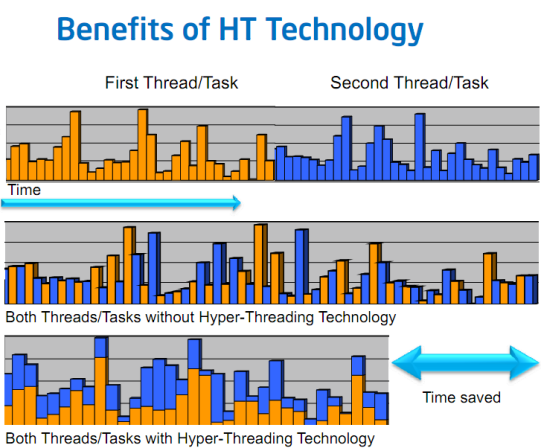 Benefits of HT Technology
First Thread/Task
Second Thread/Task
Time
Both Threads/Tasks without Hyper-Threading Technology
Time saved
Both Threads/Tasks with Hyper-Threading Technology